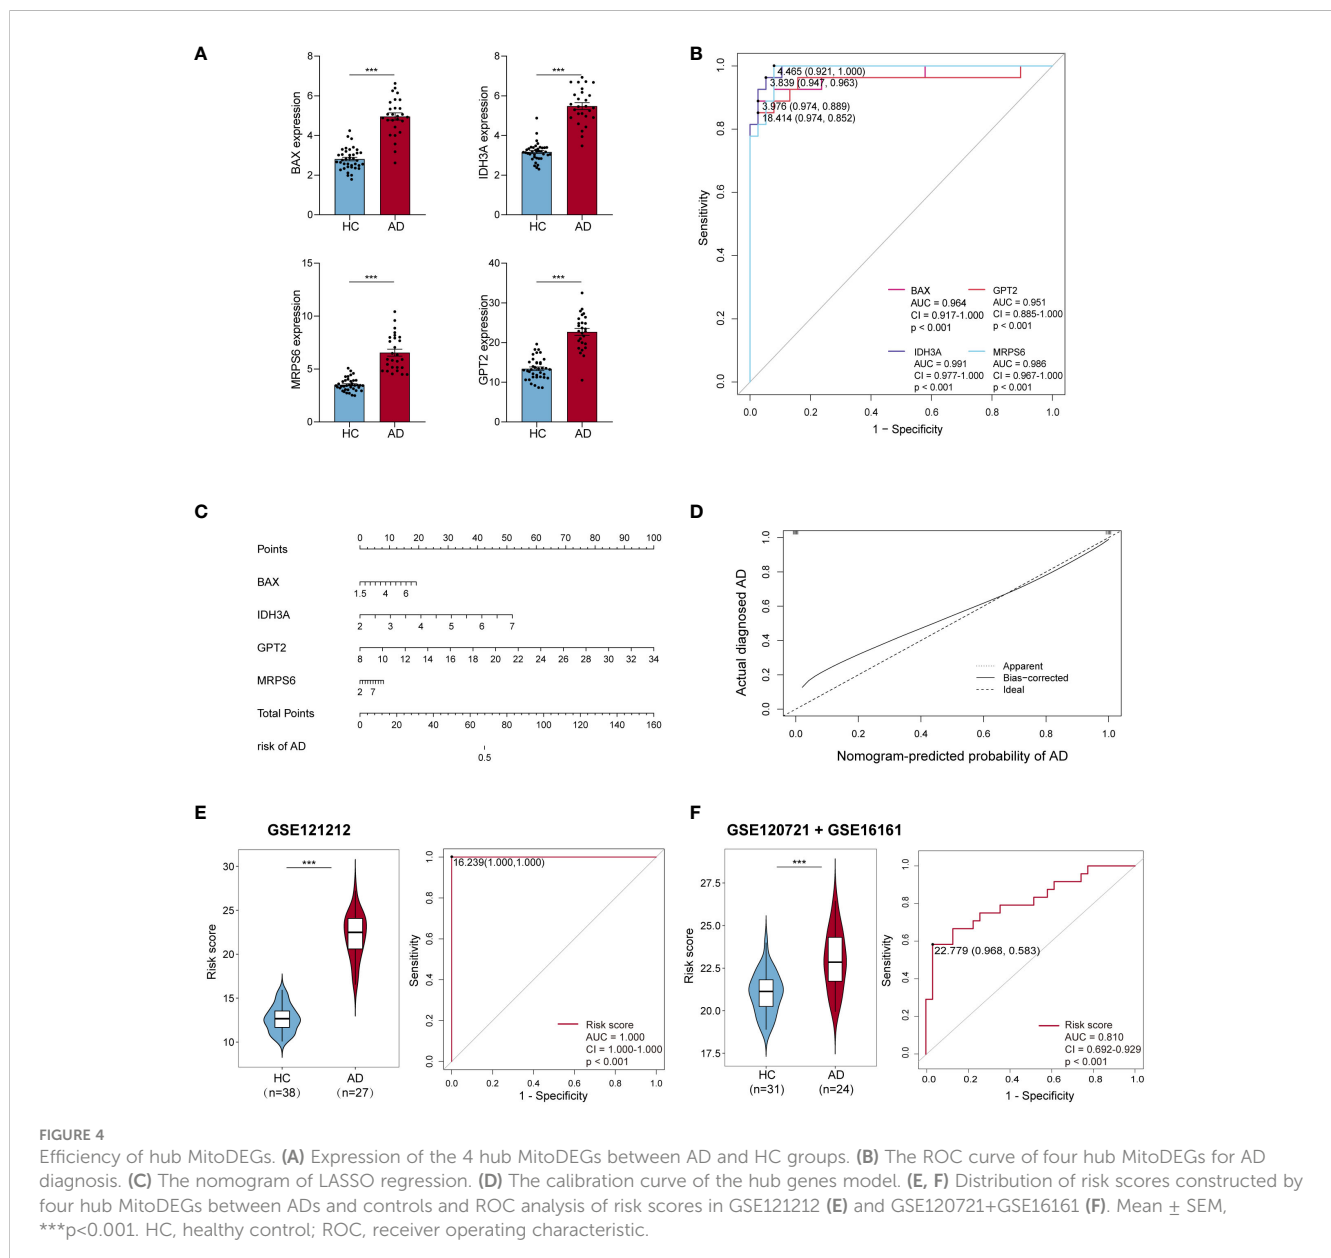 A
BAX expression
8
6
4
2
0
***
HC
AD
IDH3A expression
8
6
4
2
0
***
HC
AD
MRPS6 expression
15
10
5
0
***
HC
AD
GPT2 expression
40
30
20
10
0
***
HC
AD
B
Sensitivity
1.0
0.8
0.6
0.4
0.2
0.0
4.465 (0.921, 1.000)
3.839 (0.947, 0.963)
3.976 (0.974, 0.889)
18.414 (0.974, 0.852)
BAX
AUC = 0.964
CI = 0.917-1.000
p < 0.001
GPT2
AUC = 0.951
CI = 0.885-1.000
p < 0.001
IDH3A
AUC = 0.991
CI = 0.977-1.000
p < 0.001
MRPS6
AUC = 0.986
CI = 0.967-1.000
p < 0.001
0.0 0.2 0.4 0.6 0.8 1.0
1 − Specificity
C
Points
0 10 20 30 40 50 60 70 80 90 100
BAX
1.5 4 6
IDH3A
2 3 4 5 6 7
GPT2
8 10 12 14 16 18 20 22 24 26 28 30 32 34
MRPS6
2 7
Total Points
0 20 40 60 80 100 120 140 160
risk of AD
0.5
D
Actual diagnosed AD
1.0
0.8
0.6
0.4
0.2
0.0
Apparent
Bias−corrected
Ideal
0.0 0.2 0.4 0.6 0.8 1.0
Nomogram-predicted probability of AD
E
GSE121212
Risk score
30
25
20
15
10
***
HC
(n=38)
AD
(n=27)
Sensitivity
1.0
0.8
0.6
0.4
0.2
0.0
16.239(1.000,1.000)
Risk score
AUC = 1.000
CI = 1.000-1.000
p < 0.001
0.0 0.2 0.4 0.6 0.8 1.0
1 - Specificity
F
GSE120721 + GSE16161
Risk score
27.5
25.0
22.5
20.0
17.5
***
HC
(n=31)
AD
(n=24)
Sensitivity
1.0
0.8
0.6
0.4
0.2
0.0
22.779 (0.968, 0.583)
Risk score
AUC = 0.810
CI = 0.692-0.929
p < 0.001
0.0 0.2 0.4 0.6 0.8 1.0
1 - Specificity
FIGURE 4
Efficiency of hub MitoDEGs. (A) Expression of the 4 hub MitoDEGs between AD and HC groups. (B) The ROC curve of four hub MitoDEGs for AD
diagnosis. (C) The nomogram of LASSO regression. (D) The calibration curve of the hub genes model. (E, F) Distribution of risk scores constructed by
four hub MitoDEGs between ADs and controls and ROC analysis of risk scores in GSE121212 (E) and GSE120721+GSE16161 (F). Mean ± SEM,
***p<0.001. HC, healthy control; ROC, receiver operating characteristic.